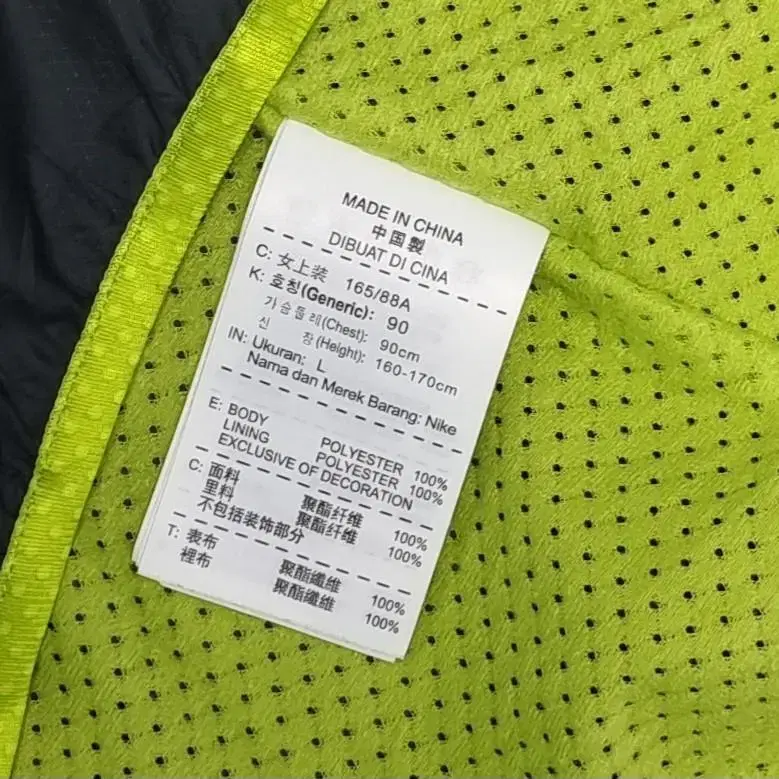 MADE IN CHINA
中国製
DIBUAT DI CINA
C: 女上装 165/88A
K: 호칭(Generic): 90
가슴둘레(Chest): 90cm
신 장(Height): 160-170cm
IN: Ukuran: L
Nama dan Merek Barang: Nike
E: BODY POLYESTER 100%
LINING POLYESTER 100%
EXCLUSIVE OF DECORATION
C: 面料 聚酯纤维 100%
里料 聚酯纤维 100%
不包括装饰部分
T: 表布 聚酯纖維 100%
裡布 聚酯纖維 100%